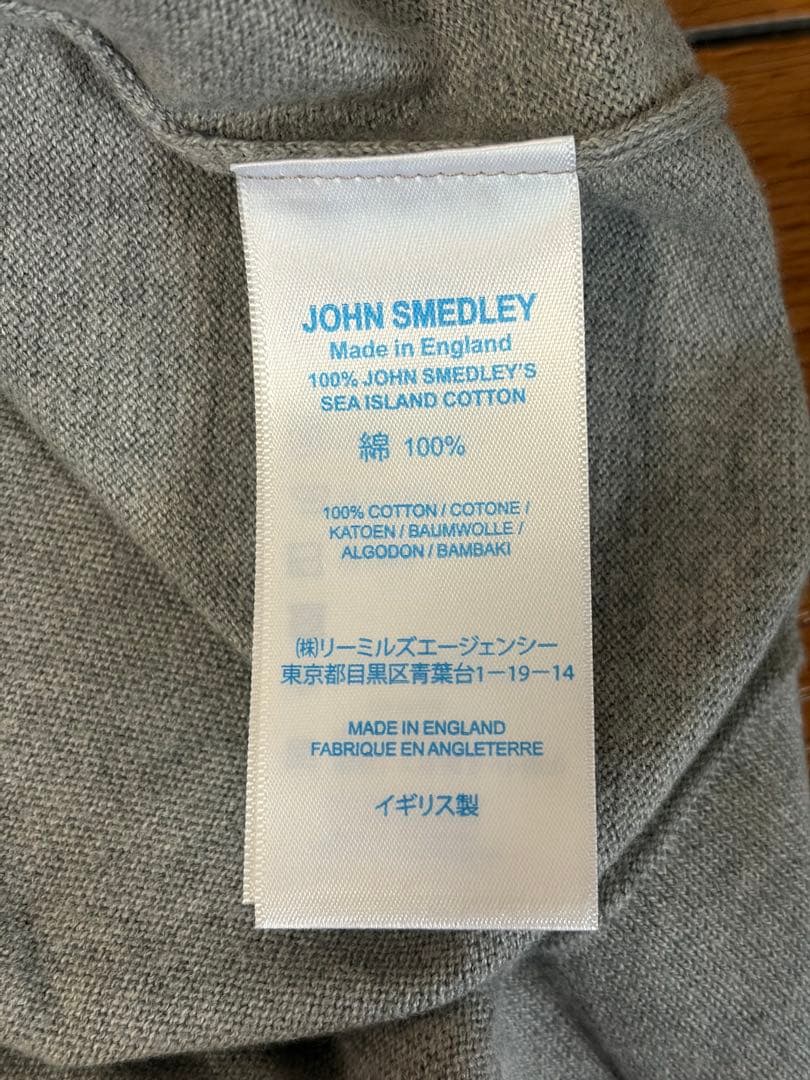 JOHN SMEDLEY
Made in England
100% JOHN SMEDLEY'S
SEA ISLAND COTTON
綿 100%
100% COTTON / COTONE /
KATOEN / BAUMWOLLE /
ALGODON / BAMBAKI
㈱リーミルズエージェンシー
東京都目黒区青葉台1-19-14
MADE IN ENGLAND
FABRIQUE EN ANGLETERRE
イギリス製